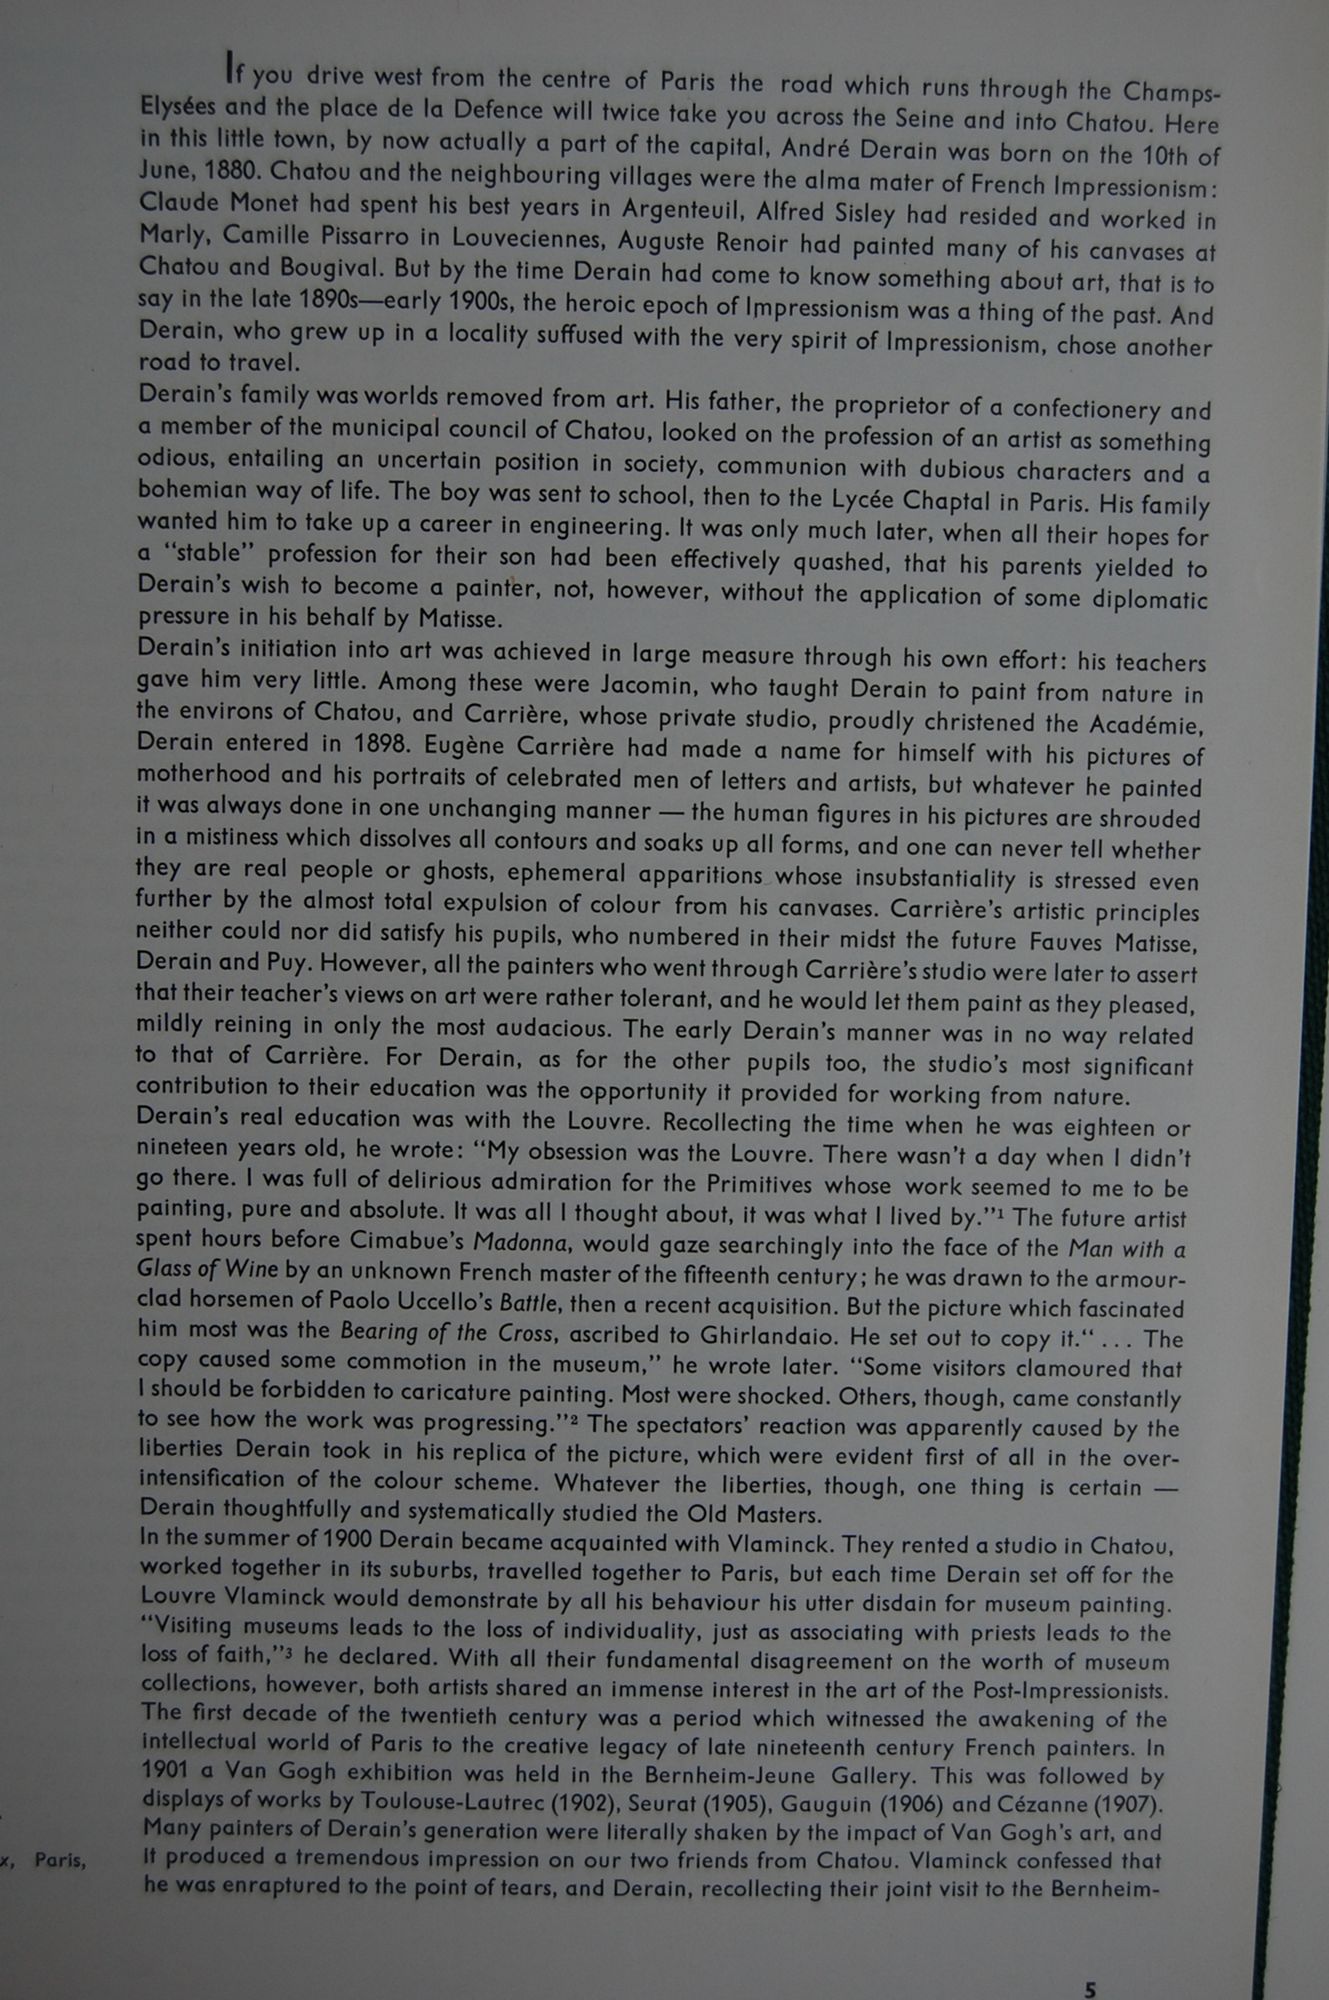 If you drive west from the centre of Paris the road which runs through the Champs-
Elysées and the place de la Defence will twice take you across the Seine and into Chatou. Here
in this little town, by now actually a part of the capital, André Derain was born on the 10th of
June, 1880. Chatou and the neighbouring villages were the alma mater of French Impressionism:
Claude Monet had spent his best years in Argenteuil, Alfred Sisley had resided and worked in
Marly, Camille Pissarro in Louveciennes, Auguste Renoir had painted many of his canvases at
Chatou and Bougival. But by the time Derain had come to know something about art, that is to
say in the late 1890s—early 1900s, the heroic epoch of Impressionism was a thing of the past. And
Derain, who grew up in a locality suffused with the very spirit of Impressionism, chose another
road to travel.
Derain's family was worlds removed from art. His father, the proprietor of a confectionery and
a member of the municipal council of Chatou, looked on the profession of an artist as something
odious, entailing an uncertain position in society, communion with dubious characters and a
bohemian way of life. The boy was sent to school, then to the Lycée Chaptal in Paris. His family
wanted him to take up a career in engineering. It was only much later, when all their hopes for
a "stable" profession for their son had been effectively quashed, that his parents yielded to
Derain's wish to become a painter, not, however, without the application of some diplomatic
pressure in his behalf by Matisse.
Derain's initiation into art was achieved in large measure through his own effort: his teachers
gave him very little. Among these were Jacomin, who taught Derain to paint from nature in
the environs of Chatou, and Carrière, whose private studio, proudly christened the Académie,
Derain entered in 1898. Eugène Carrière had made a name for himself with his pictures of
motherhood and his portraits of celebrated men of letters and artists, but whatever he painted
it was always done in one unchanging manner — the human figures in his pictures are shrouded
in a mistiness which dissolves all contours and soaks up all forms, and one can never tell whether
they are real people or ghosts, ephemeral apparitions whose insubstantiality is stressed even
further by the almost total expulsion of colour from his canvases. Carrière's artistic principles
neither could nor did satisfy his pupils, who numbered in their midst the future Fauves Matisse,
Derain and Puy. However, all the painters who went through Carrière's studio were later to assert
that their teacher's views on art were rather tolerant, and he would let them paint as they pleased,
mildly reining in only the most audacious. The early Derain's manner was in no way related
to that of Carrière. For Derain, as for the other pupils too, the studio's most significant
contribution to their education was the opportunity it provided for working from nature.
Derain's real education was with the Louvre. Recollecting the time when he was eighteen or
nineteen years old, he wrote: "My obsession was the Louvre. There wasn't a day when I didn't
go there. I was full of delirious admiration for the Primitives whose work seemed to me to be
painting, pure and absolute. It was all I thought about, it was what I lived by."¹ The future artist
spent hours before Cimabue's Madonna, would gaze searchingly into the face of the Man with a
Glass of Wine by an unknown French master of the fifteenth century; he was drawn to the armour-
clad horsemen of Paolo Uccello's Battle, then a recent acquisition. But the picture which fascinated
him most was the Bearing of the Cross, ascribed to Ghirlandaio. He set out to copy it." ... The
copy caused some commotion in the museum," he wrote later. "Some visitors clamoured that
I should be forbidden to caricature painting. Most were shocked. Others, though, came constantly
to see how the work was progressing."² The spectators' reaction was apparently caused by the
liberties Derain took in his replica of the picture, which were evident first of all in the over-
intensification of the colour scheme. Whatever the liberties, though, one thing is certain —
Derain thoughtfully and systematically studied the Old Masters.
In the summer of 1900 Derain became acquainted with Vlaminck. They rented a studio in Chatou,
worked together in its suburbs, travelled together to Paris, but each time Derain set off for the
Louvre Vlaminck would demonstrate by all his behaviour his utter disdain for museum painting.
"Visiting museums leads to the loss of individuality, just as associating with priests leads to the
loss of faith,"³ he declared. With all their fundamental disagreement on the worth of museum
collections, however, both artists shared an immense interest in the art of the Post-Impressionists.
The first decade of the twentieth century was a period which witnessed the awakening of the
intellectual world of Paris to the creative legacy of late nineteenth century French painters. In
1901 a Van Gogh exhibition was held in the Bernheim-Jeune Gallery. This was followed by
displays of works by Toulouse-Lautrec (1902), Seurat (1905), Gauguin (1906) and Cézanne (1907).
Many painters of Derain's generation were literally shaken by the impact of Van Gogh's art, and
it produced a tremendous impression on our two friends from Chatou. Vlaminck confessed that
he was enraptured to the point of tears, and Derain, recollecting their joint visit to the Bernheim-
x, Paris,
5